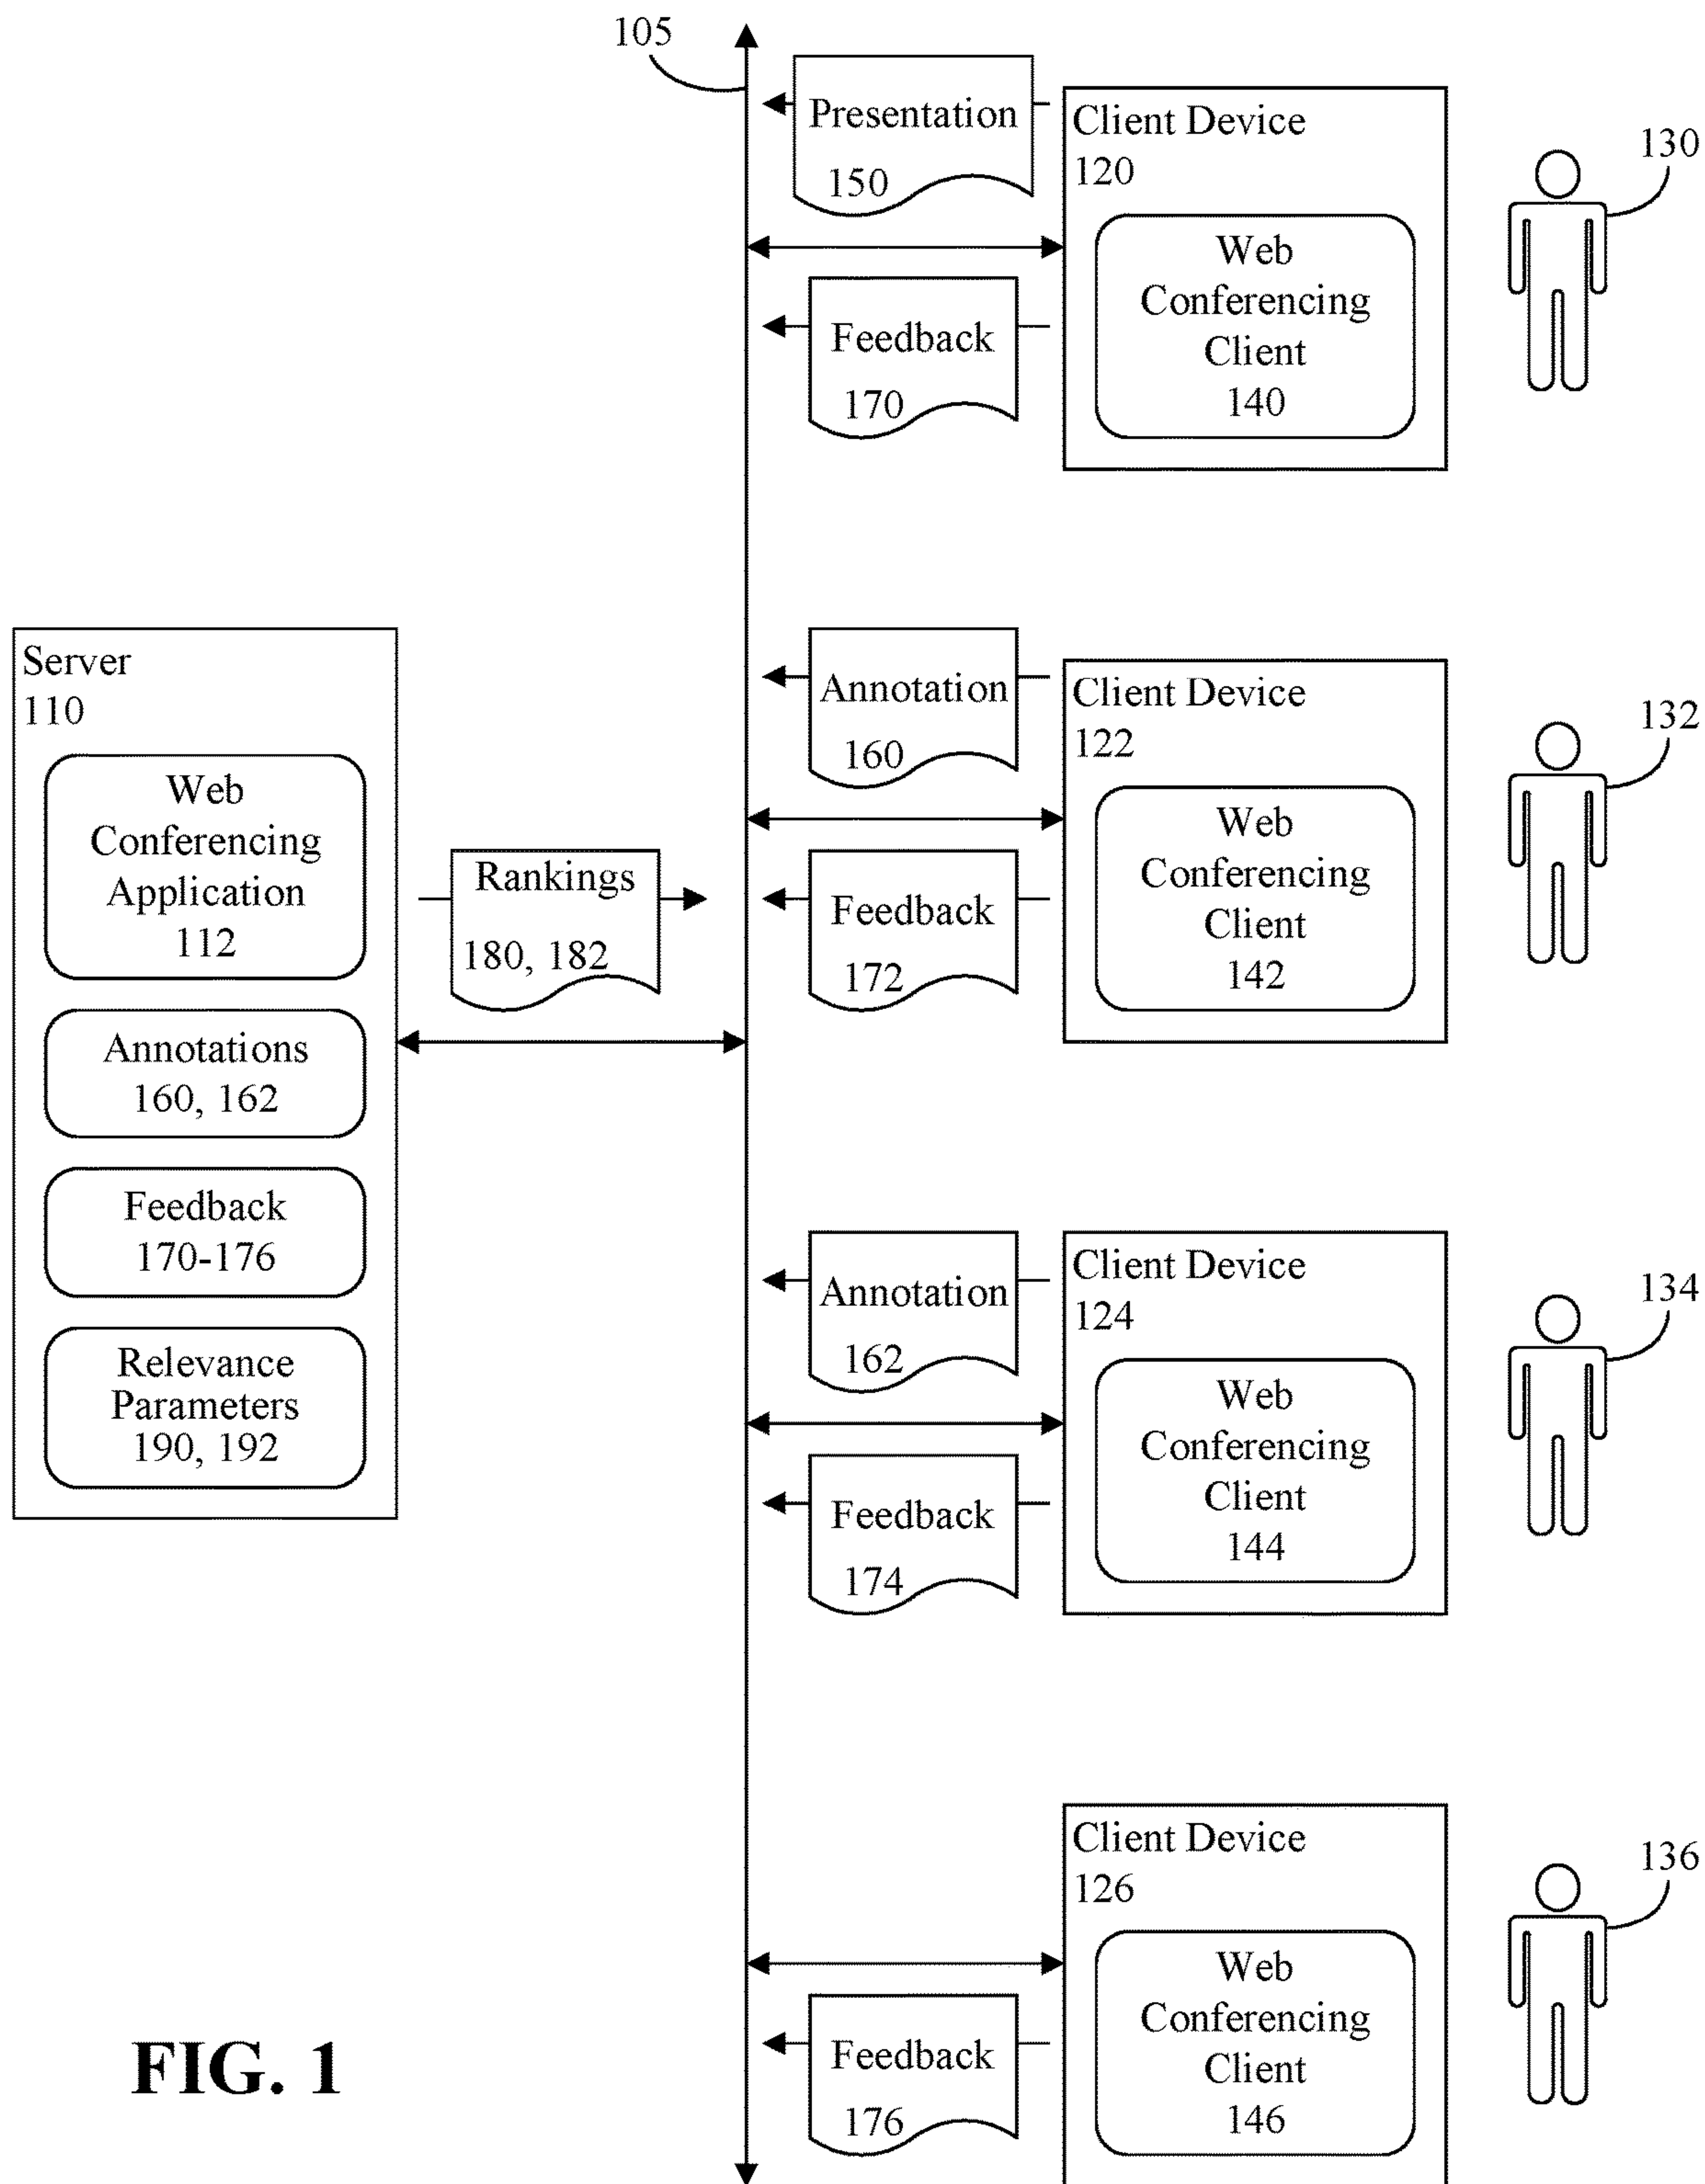 105
Presentation
150
Client Device
120
130
Web
Conferencing
Client
140
Feedback
170
Server
110
Web
Conferencing
Application
112
Annotations
160, 162
Feedback
170-176
Relevance
Parameters
190, 192
Rankings
180, 182
Annotation
160
Client Device
122
132
Web
Conferencing
Client
142
Feedback
172
Annotation
162
Client Device
124
134
Web
Conferencing
Client
144
Feedback
174
Client Device
126
136
Web
Conferencing
Client
146
Feedback
176
FIG. 1